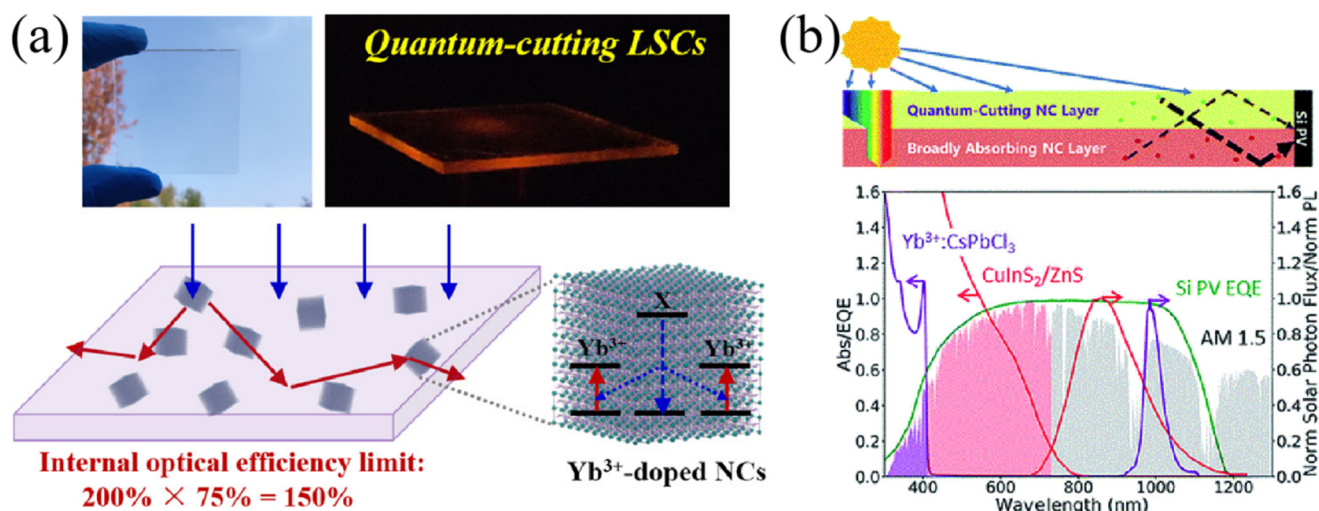 (a)
Quantum-cutting LSCs
X
Yb³⁺ Yb³⁺
Internal optical efficiency limit:
200% × 75% = 150%
Yb³⁺-doped NCs
(b)
Quantum-Cutting NC Layer
Broadly Absorbing NC Layer
Si PV
1.6 1.6
1.4 1.4
1.2 1.2
1.0 1.0
0.8 0.8
0.6 0.6
0.4 0.4
0.2 0.2
0.0 0.0
Abs/EQE
Yb³⁺:CsPbCl₃
CuInS₂/ZnS
Si PV EQE
AM 1.5
Norm Solar Photon Flux/Norm PL
400 600 800 1000 1200
Wavelength (nm)